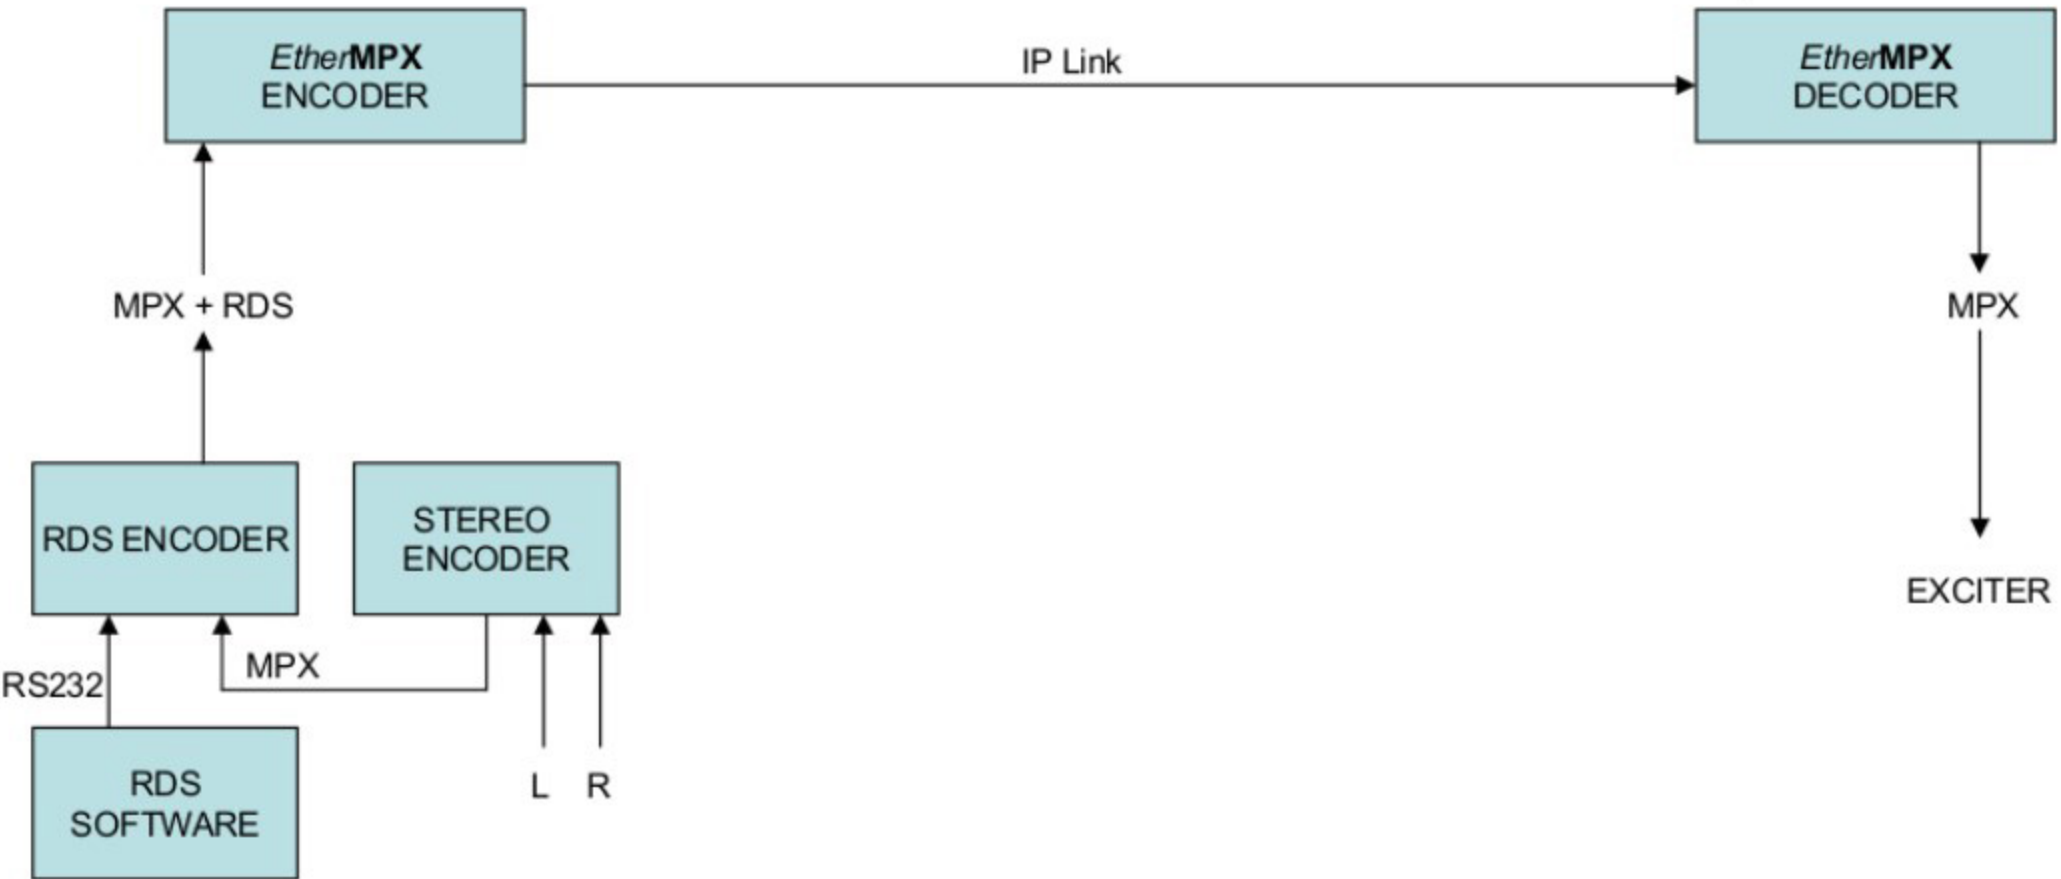 EtherMPX
ENCODER
IP Link
EtherMPX
DECODER
MPX + RDS
MPX
RDS ENCODER
STEREO
ENCODER
EXCITER
RS232
MPX
RDS
SOFTWARE
L R